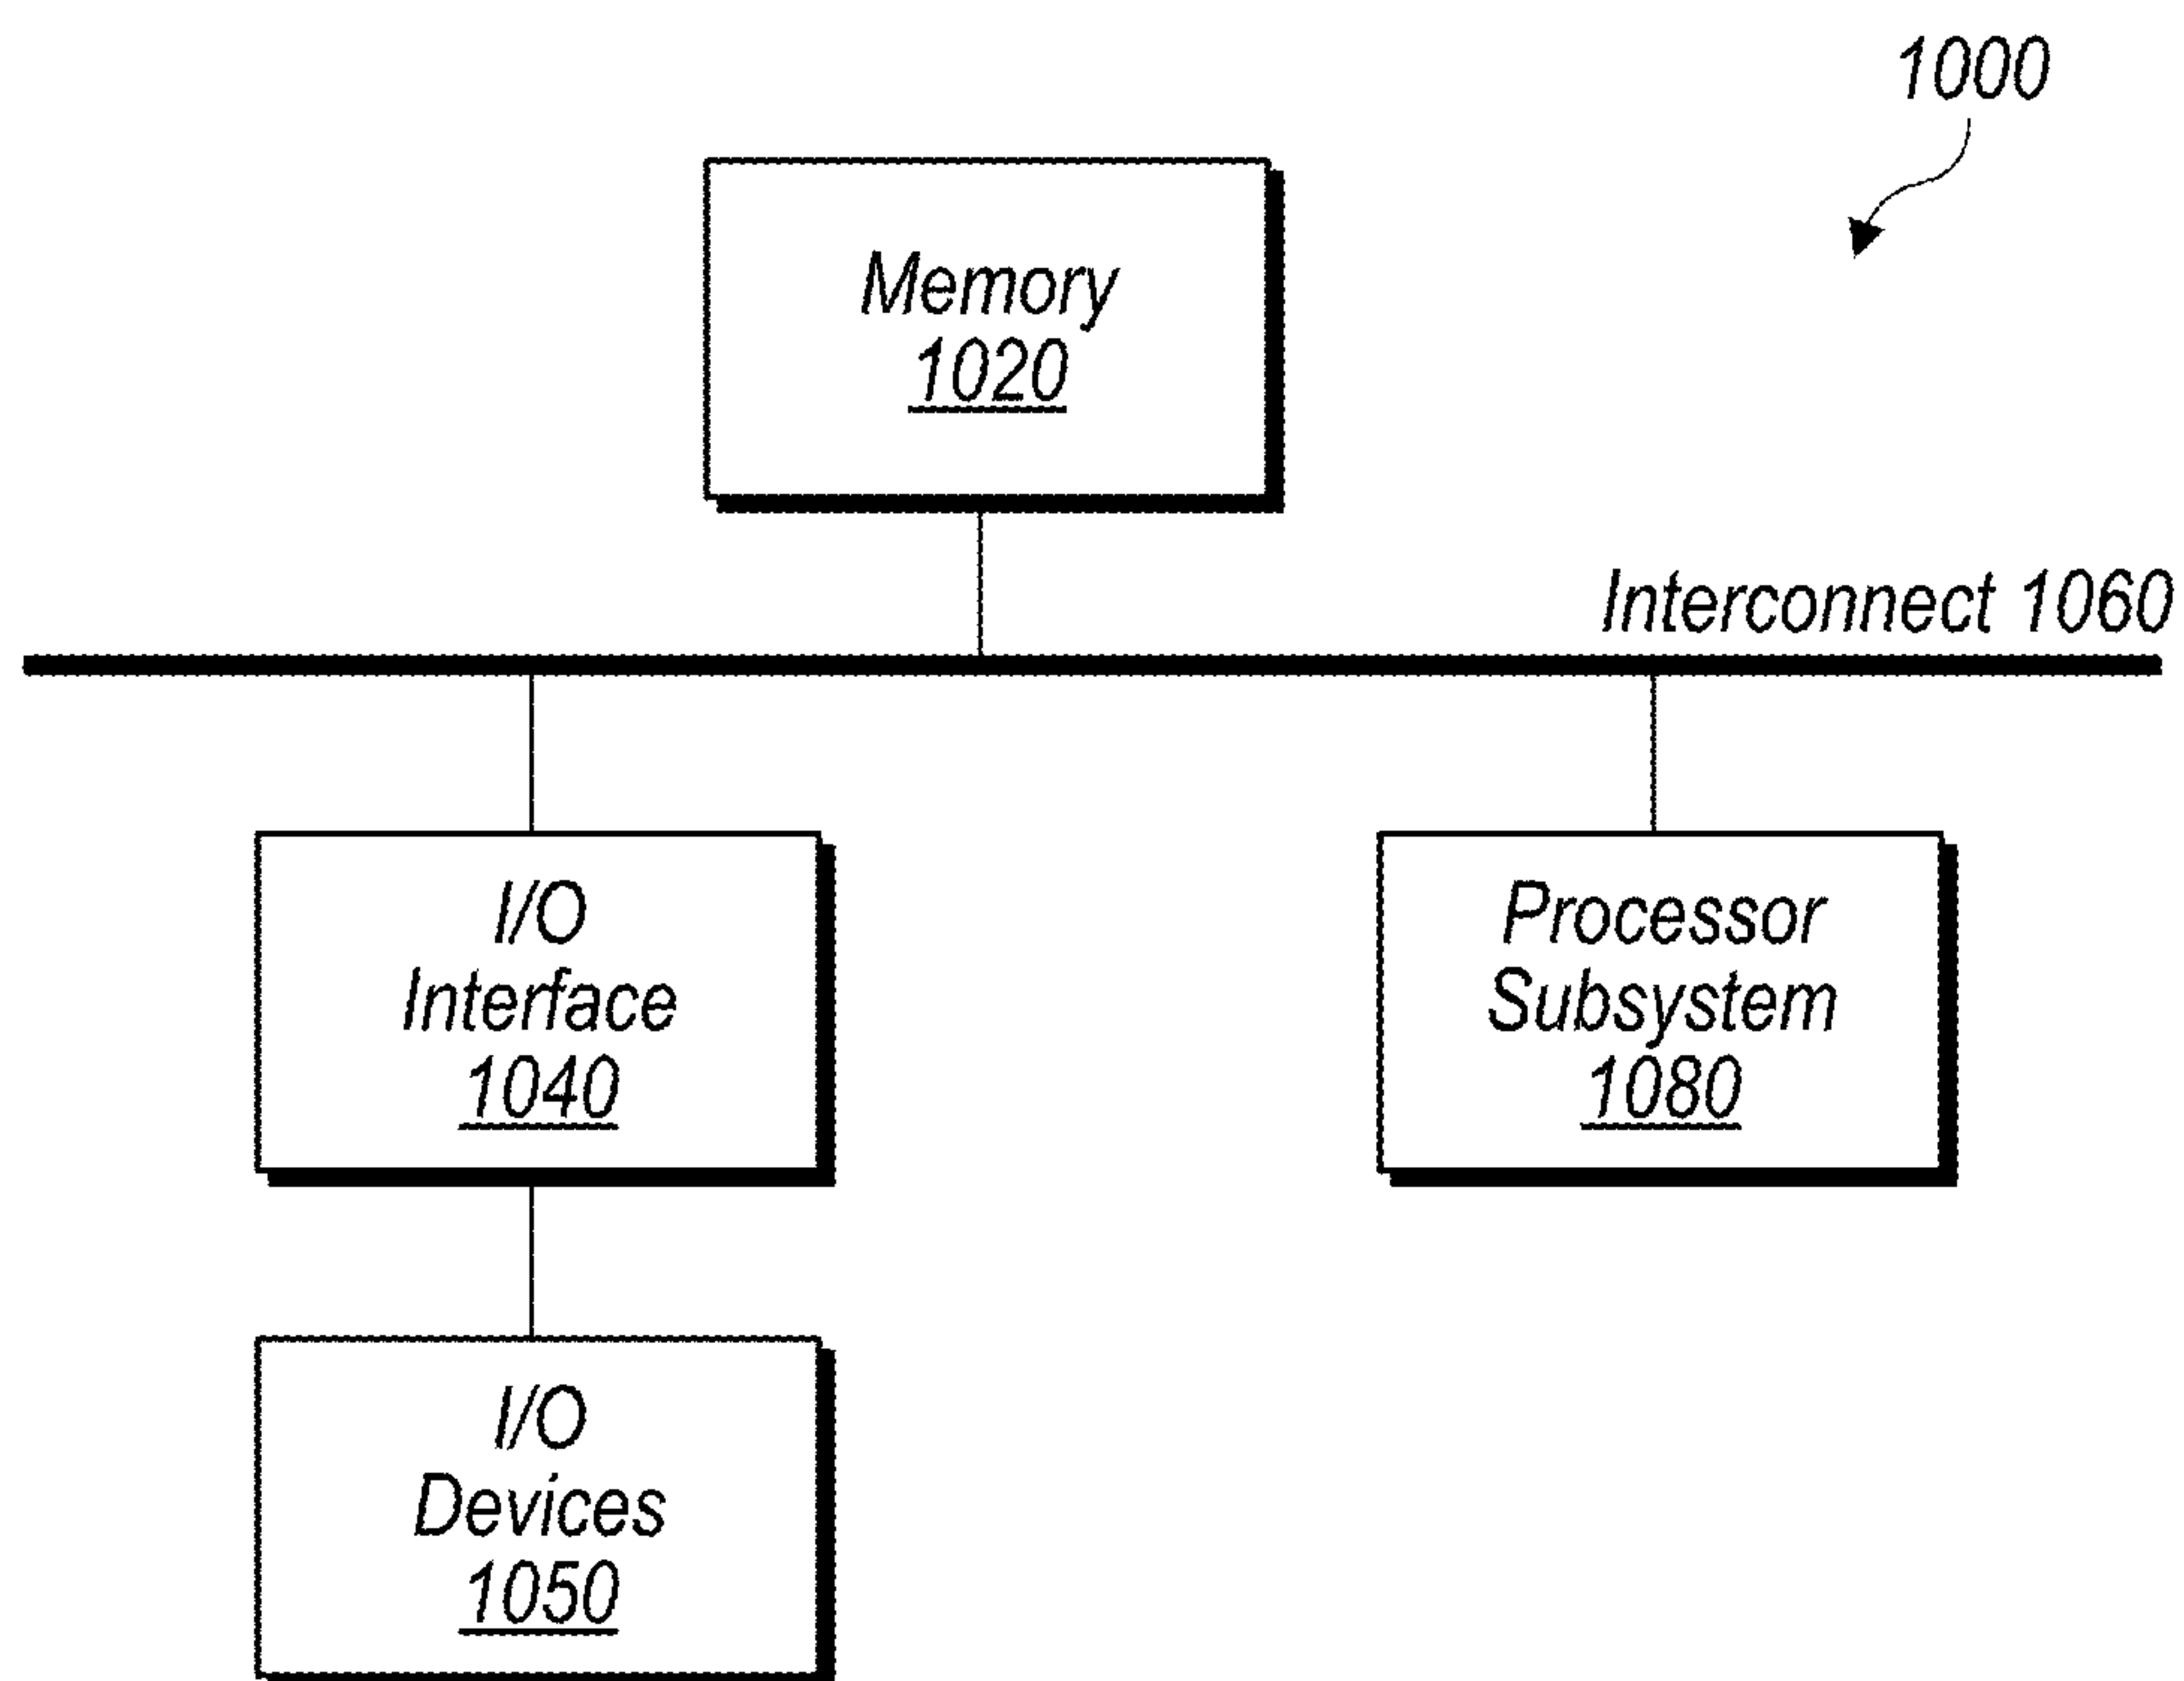 1000
Memory
1020
Interconnect 1060
I/O
Interface
1040
Processor
Subsystem
1080
I/O
Devices
1050